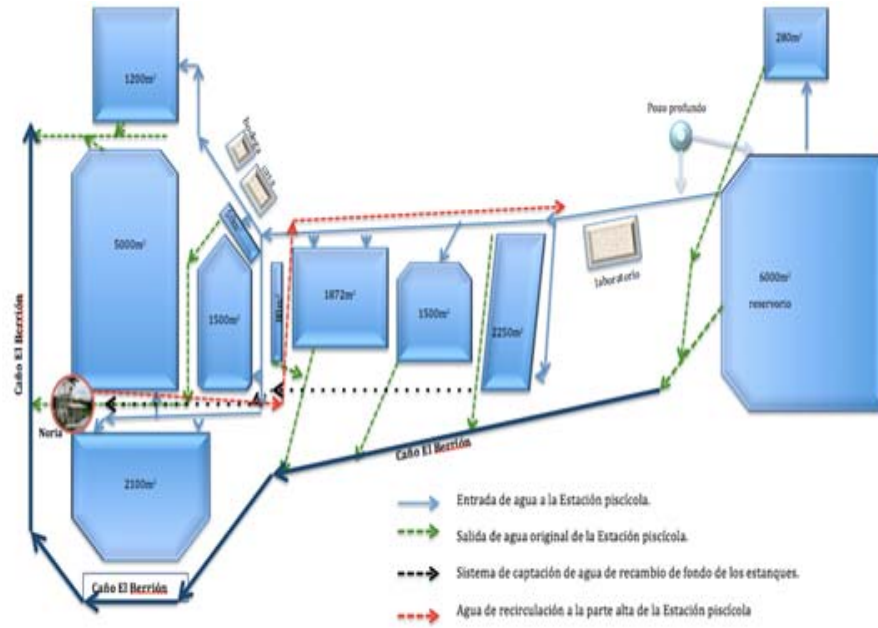 280m²
1200m²
Pozo profundo
5000m²
6000m²
reservorio
laboratorio
1872m²
1500m²
1500m²
2250m²
Caño El Berrión
Noria
Caño El Berrión
2100m²
Caño El Berrión
Entrada de agua a la Estación piscícola.
Salida de agua original de la Estación piscícola.
Sistema de captación de agua de recambio de fondo de los estanques.
Agua de recirculación a la parte alta de la Estación piscícola